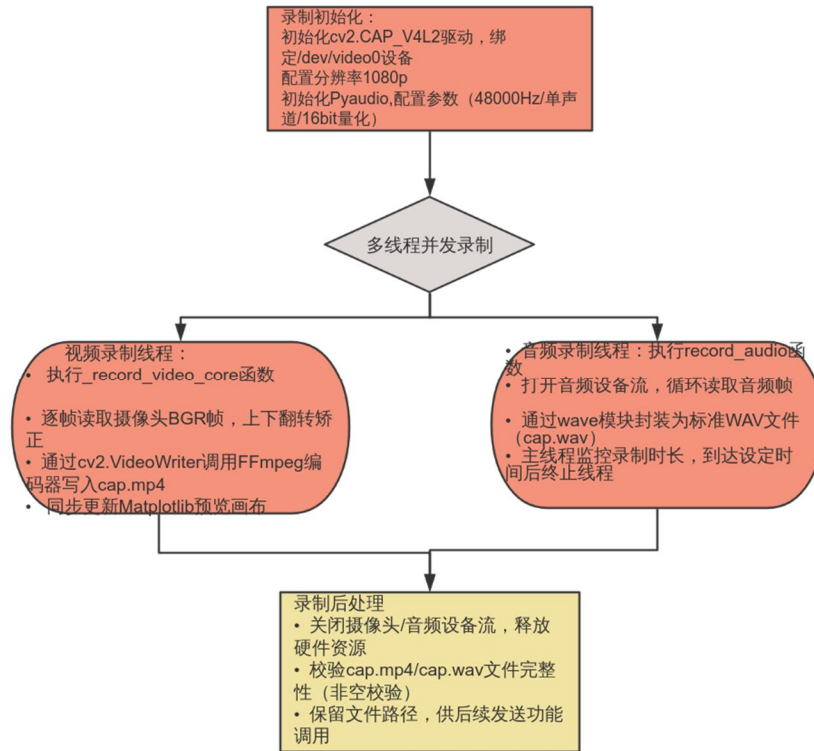 录制初始化：
初始化cv2.CAP_V4L2驱动，绑
定/dev/video0设备
配置分辨率1080p
初始化Pyaudio,配置参数（48000Hz/单声
道/16bit量化）
多线程并发录制
视频录制线程：
• 执行_record_video_core函数
• 逐帧读取摄像头BGR帧，上下翻转矫
正
• 通过cv2.VideoWriter调用FFmpeg编
码器写入cap.mp4
• 同步更新Matplotlib预览画布
• 音频录制线程：执行record_audio函
数
• 打开音频设备流，循环读取音频帧
• 通过wave模块封装为标准WAV文件
（cap.wav）
• 主线程监控录制时长，到达设定时
间后终止线程
录制后处理
• 关闭摄像头/音频设备流，释放
硬件资源
• 校验cap.mp4/cap.wav文件完整
性（非空校验）
• 保留文件路径，供后续发送功能
调用